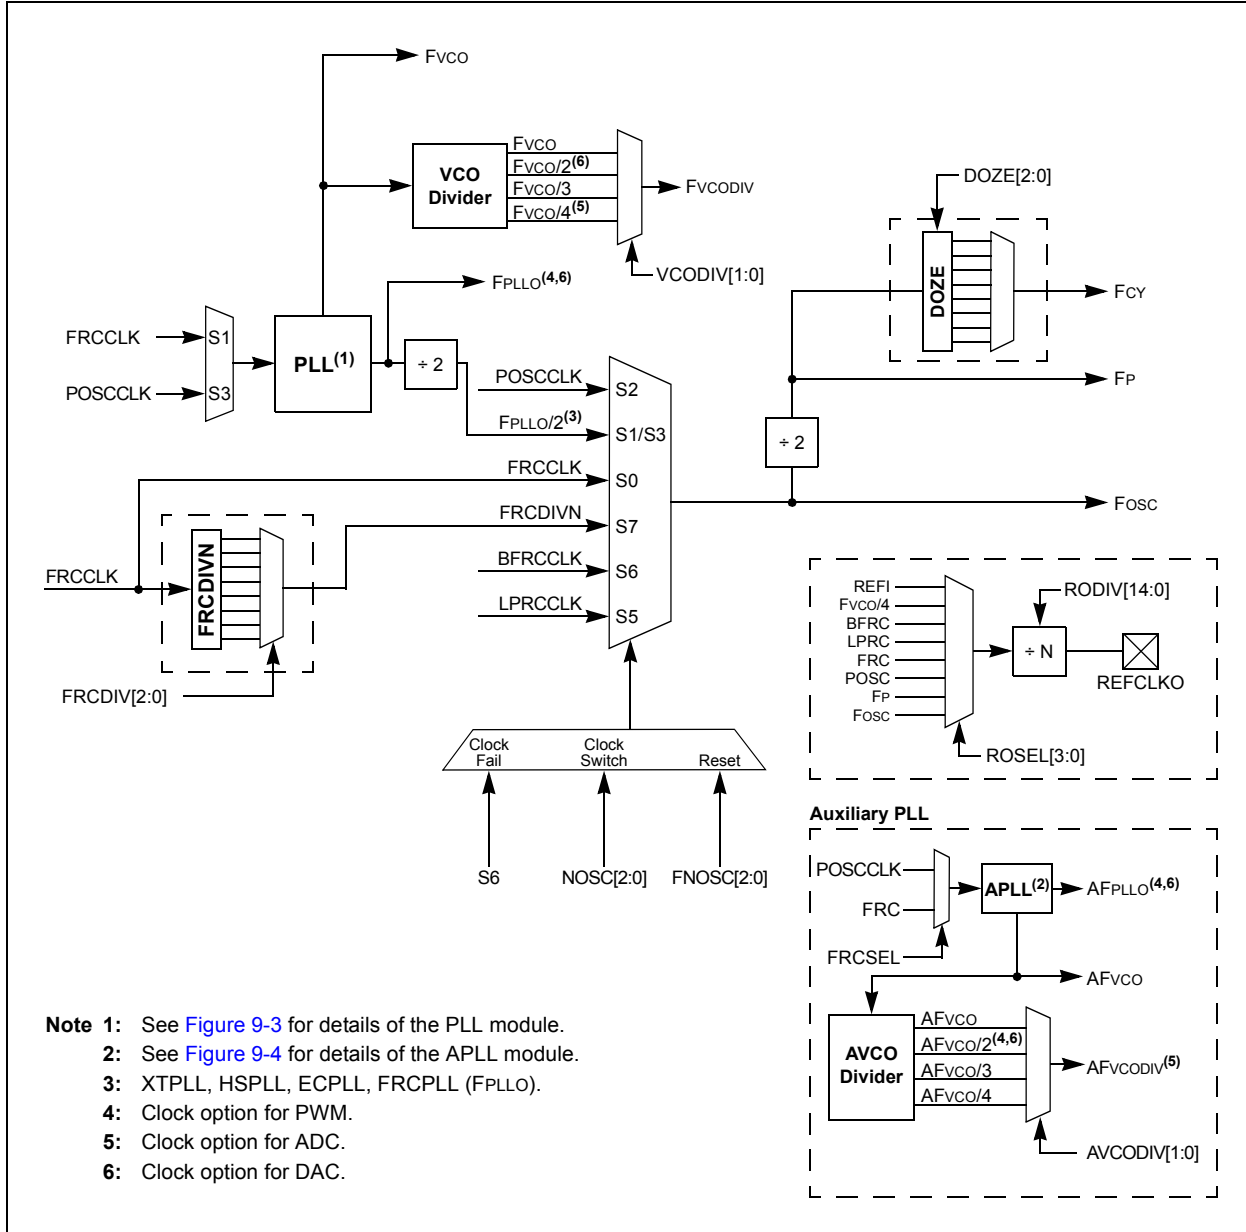 FVCO
VCO
Divider
FVCO
FVCO/2(6)
FVCO/3
FVCO/4(5)
FVCODIV
VCODIV[1:0]
DOZE[2:0]
DOZE
FCY
FPLLO(4,6)
FRCCLK
S1
POSCCLK
S3
PLL(1)
÷ 2
FP
÷ 2
POSCCLK
S2
FPLLO/2(3)
S1/S3
FRCCLK
S0
FRCDIVN
S7
BFRCCLK
S6
LPRCCLK
S5
FOSC
FRCCLK
FRCDIVN
FRCDIV[2:0]
Clock
Fail
Clock
Switch
Reset
S6
NOSC[2:0]
FNOSC[2:0]
REFI
FVCO/4
BFRC
LPRC
FRC
POSC
FP
FOSC
RODIV[14:0]
÷ N
REFCLKO
ROSEL[3:0]
Auxiliary PLL
POSCCLK
FRC
FRCSEL
APLL(2)
AFPLLO(4,6)
AFVCO
AVCO
Divider
AFVCO
AFVCO/2(4,6)
AFVCO/3
AFVCO/4
AFVCODIV(5)
AVCODIV[1:0]
Note 1: See Figure 9-3 for details of the PLL module.
2: See Figure 9-4 for details of the APLL module.
3: XTPLL, HSPLL, ECPLL, FRCPLL (FPLLO).
4: Clock option for PWM.
5: Clock option for ADC.
6: Clock option for DAC.